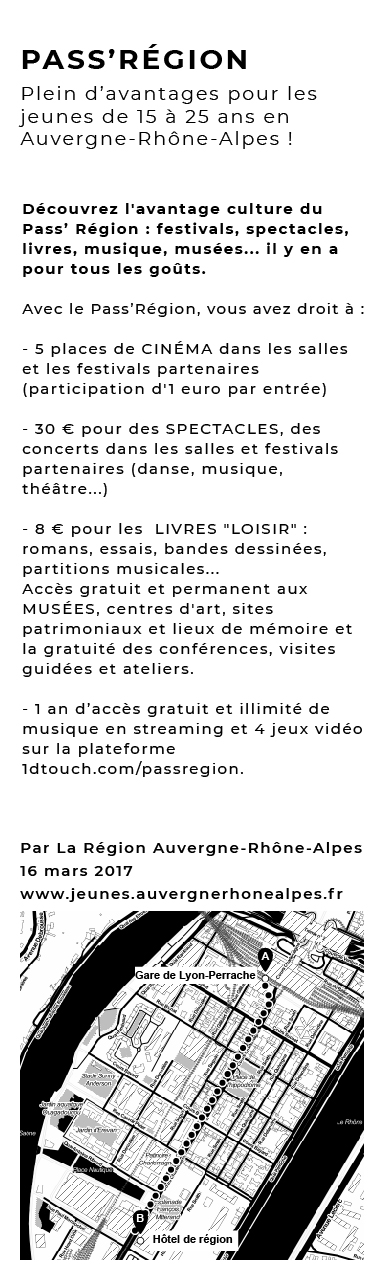 PASS’RÉGION
Plein d’avantages pour les
jeunes de 15 à 25 ans en
Auvergne-Rhône-Alpes !
Découvrez l'avantage culture du
Pass’ Région : festivals, spectacles,
livres, musique, musées... il y en a
pour tous les goûts.
Avec le Pass’Région, vous avez droit à :
- 5 places de CINÉMA dans les salles
et les festivals partenaires
(participation d'1 euro par entrée)
- 30 € pour des SPECTACLES, des
concerts dans les salles et festivals
partenaires (danse, musique,
théâtre...)
- 8 € pour les  LIVRES "LOISIR" :
romans, essais, bandes dessinées,
partitions musicales...
Accès gratuit et permanent aux
MUSÉES, centres d'art, sites
patrimoniaux et lieux de mémoire et
la gratuité des conférences, visites
guidées et ateliers.
- 1 an d’accès gratuit et illimité de
musique en streaming et 4 jeux vidéo
sur la plateforme
1dtouch.com/passregion.
Par La Région Auvergne-Rhône-Alpes
16 mars 2017
www.jeunes.auvergnerhonealpes.fr
A
Gare de Lyon-Perrache
Stade Sunny
Anderson
Jardin aquatique
Ouagadougou
Jardin d'Erevan
Saône
Le Rhône
Place Nautique
Patinoire
Charlemagne
Esplanade
François
Mitterrand
Avenue Leclerc
B
Hôtel de région